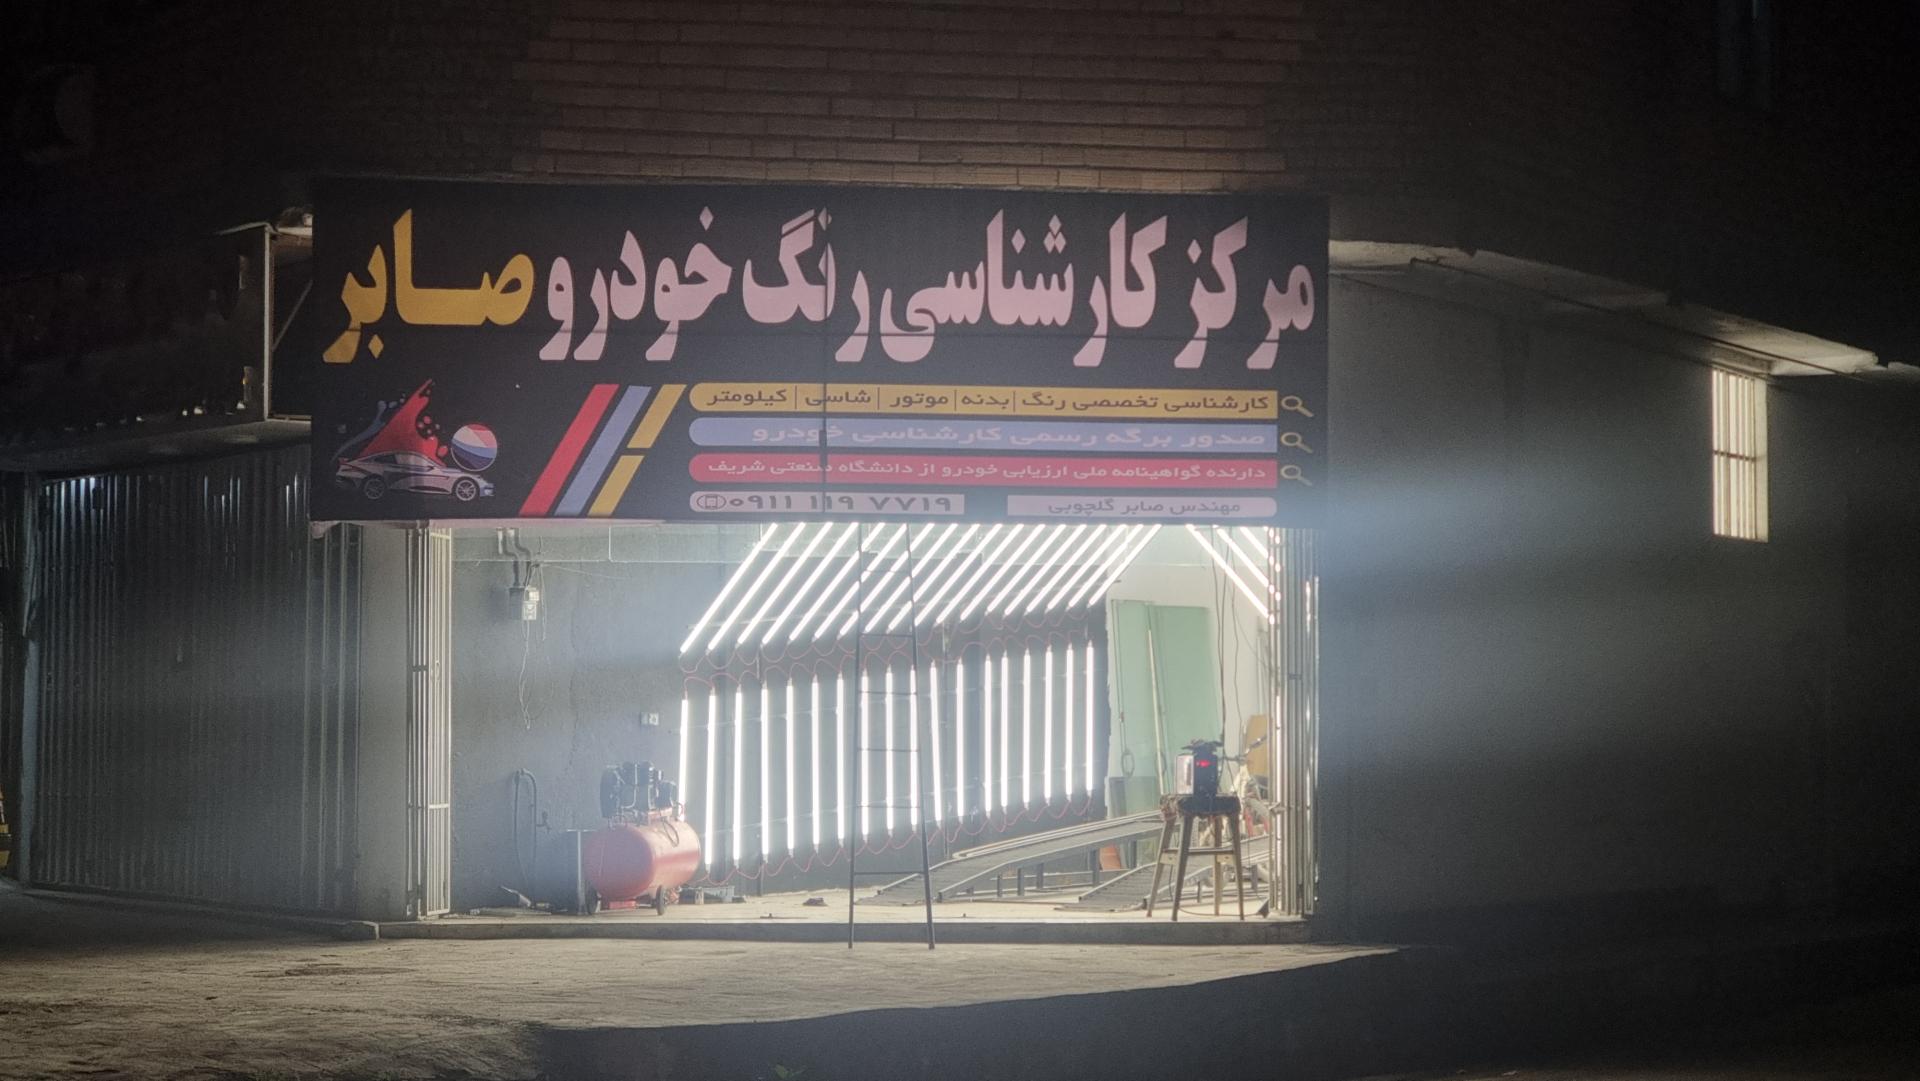 مرکز کارشناسی رنگ خودرو صابر
کارشناسی تخصصی رنگ | بدنه | موتور | شاسی | کیلومتر
صدور برگه رسمی کارشناسی خودرو
دارنده گواهینامه ملی ارزیابی خودرو از دانشگاه صنعتی شریف
مهندس صابر گلچوبی
۰۹۱۱ ۱۱۹ ۷۷۱۹